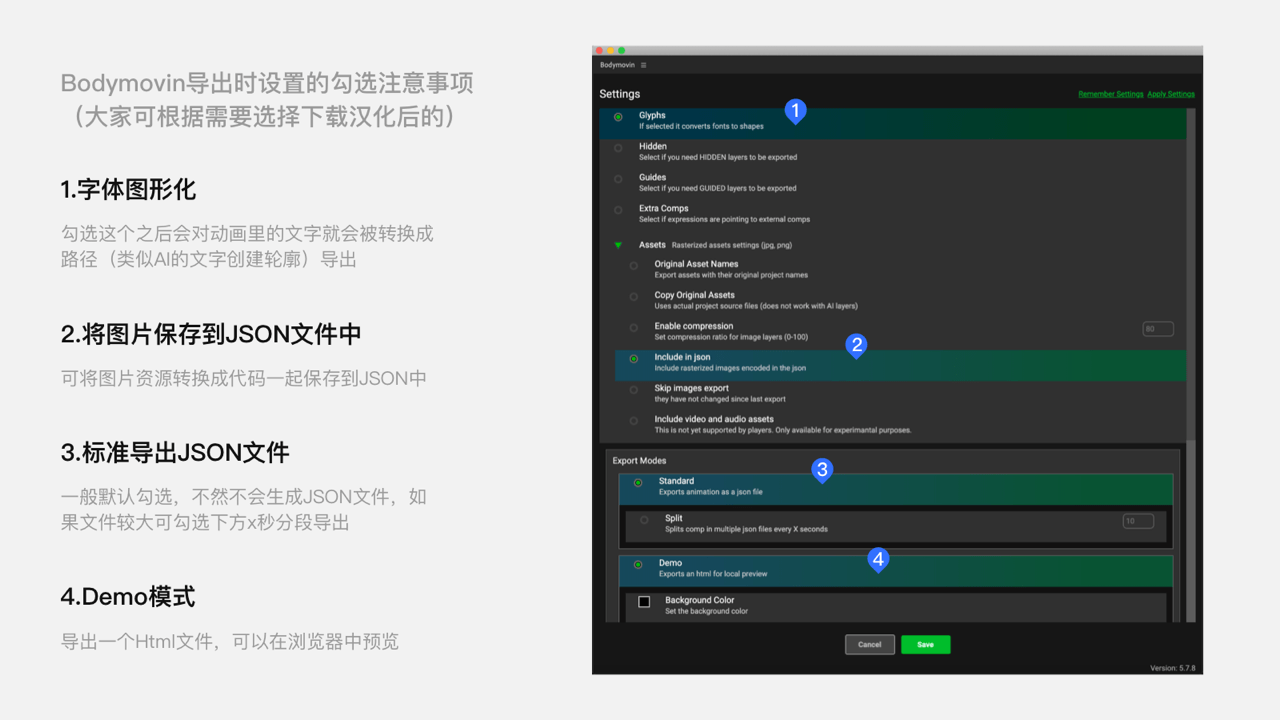 Bodymovin导出时设置的勾选注意事项
（大家可根据需要选择下载汉化后的）
1.字体图形化
勾选这个之后会对动画里的文字就会被转换成
路径（类似AI的文字创建轮廓）导出
2.将图片保存到JSON文件中
可将图片资源转换成代码一起保存到JSON中
3.标准导出JSON文件
一般默认勾选，不然不会生成JSON文件，如
果文件较大可勾选下方x秒分段导出
4.Demo模式
导出一个Html文件，可以在浏览器中预览
Bodymovin
Settings
Remember Settings Apply Settings
1
Glyphs
If selected it converts fonts to shapes
Hidden
Select if you need HIDDEN layers to be exported
Guides
Select if you need GUIDED layers to be exported
Extra Comps
Select if expressions are pointing to external comps
Assets Rasterized assets settings (jpg, png)
Original Asset Names
Export assets with their original project names
Copy Original Assets
Uses actual project source files (does not work with AI layers)
Enable compression
Set compression ratio for image layers (0-100)
80
2
Include in json
Include rasterized images encoded in the json
Skip images export
they have not changed since last export
Include video and audio assets
This is not yet supported by players. Only available for experimantal purposes.
Export Modes
3
Standard
Exports animation as a json file
Split
Splits comp in multiple json files every X seconds
10
4
Demo
Exports an html for local preview
Background Color
Set the background color
Cancel
Save
Version: 5.7.8